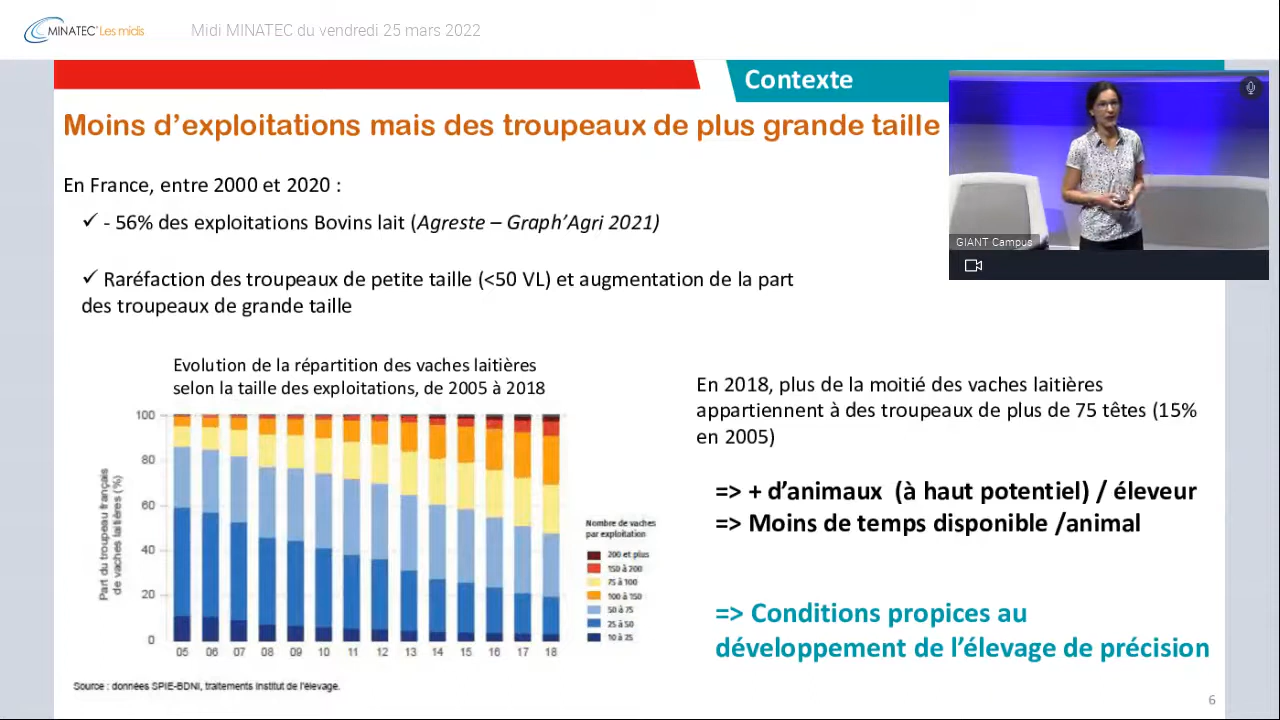 MINATEC Les midis
Midi MINATEC du vendredi 25 mars 2022
Contexte
Moins d'exploitations mais des troupeaux de plus grande taille
GIANT Campus
En France, entre 2000 et 2020 :
✓ - 56% des exploitations Bovins lait (Agreste – Graph'Agri 2021)
✓ Raréfaction des troupeaux de petite taille (<50 VL) et augmentation de la part
des troupeaux de grande taille
Evolution de la répartition des vaches laitières
selon la taille des exploitations, de 2005 à 2018
Part du troupeau français
de vaches laitières (%)
100
80
60
40
20
0
05 06 07 08 09 10 11 12 13 14 15 16 17 18
Nombre de vaches
par exploitation
200 et plus
150 à 200
75 à 100
100 à 150
50 à 75
25 à 50
10 à 25
Source : données SPIE-BDNI, traitements Institut de l'élevage.
En 2018, plus de la moitié des vaches laitières
appartiennent à des troupeaux de plus de 75 têtes (15%
en 2005)
=> + d'animaux (à haut potentiel) / éleveur
=> Moins de temps disponible /animal
=> Conditions propices au
développement de l'élevage de précision
6